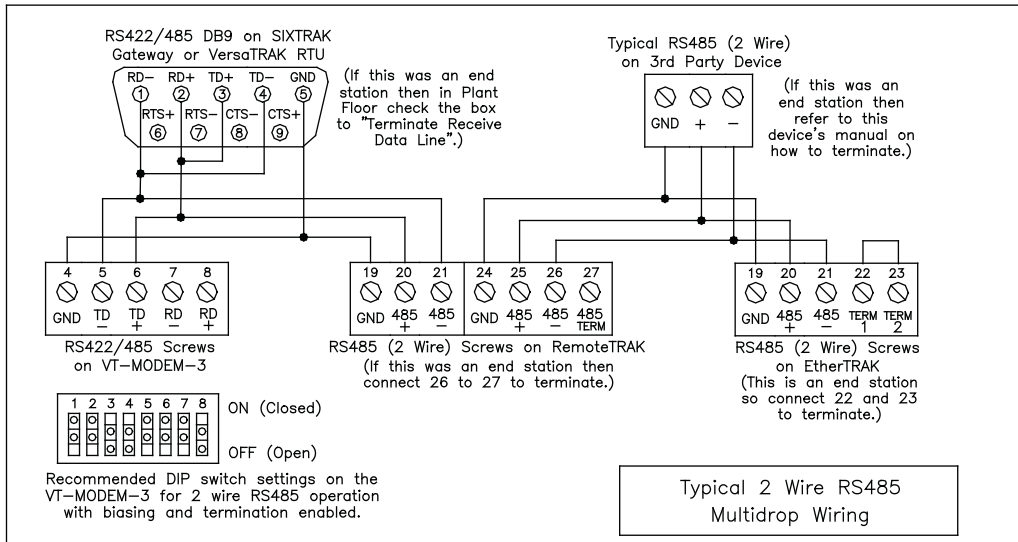 RS422/485 DB9 on SIXTRAK
Gateway or VersaTRAK RTU
RD− RD+ TD+ TD− GND
1 2 3 4 5
RTS+ RTS− CTS− CTS+
6 7 8 9
(If this was an end
station then in Plant
Floor check the box
to "Terminate Receive
Data Line".)
Typical RS485 (2 Wire)
on 3rd Party Device
GND + −
(If this was an
end station then
refer to this
device's manual on
how to terminate.)
4 5 6 7 8
GND TD TD RD RD
− + − +
RS422/485 Screws
on VT−MODEM−3
19 20 21 24 25 26 27
GND 485 485 GND 485 485 485
+ − + − TERM
RS485 (2 Wire) Screws on RemoteTRAK
(If this was an end station then
connect 26 to 27 to terminate.)
19 20 21 22 23
GND 485 485 TERM TERM
+ − 1 2
RS485 (2 Wire) Screws
on EtherTRAK
(This is an end station
so connect 22 and 23
to terminate.)
1 2 3 4 5 6 7 8
ON (Closed)
OFF (Open)
Recommended DIP switch settings on the
VT−MODEM−3 for 2 wire RS485 operation
with biasing and termination enabled.
Typical 2 Wire RS485
Multidrop Wiring